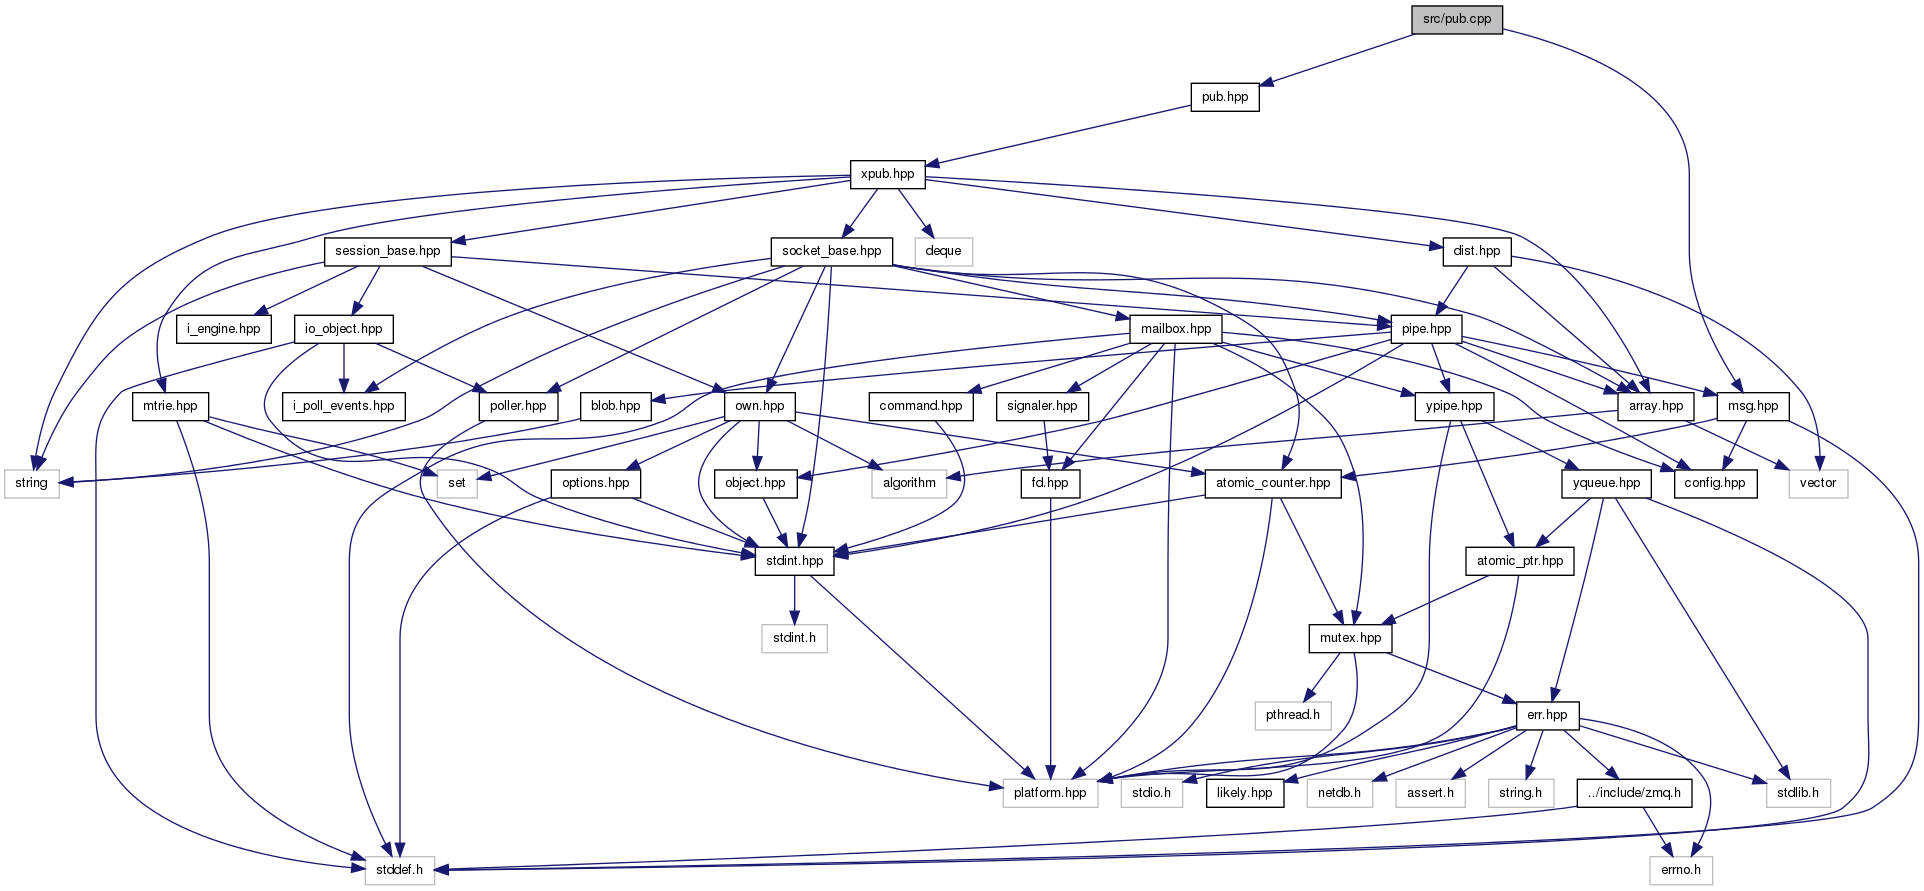 src/pub.cpp
pub.hpp
xpub.hpp
session_base.hpp
socket_base.hpp
deque
dist.hpp
i_engine.hpp
io_object.hpp
mailbox.hpp
pipe.hpp
mtrie.hpp
i_poll_events.hpp
poller.hpp
blob.hpp
own.hpp
command.hpp
signaler.hpp
ypipe.hpp
array.hpp
msg.hpp
string
set
options.hpp
object.hpp
algorithm
fd.hpp
atomic_counter.hpp
yqueue.hpp
config.hpp
vector
stdint.hpp
atomic_ptr.hpp
stdint.h
mutex.hpp
pthread.h
err.hpp
platform.hpp
stdio.h
likely.hpp
netdb.h
assert.h
string.h
../include/zmq.h
stdlib.h
stddef.h
errno.h